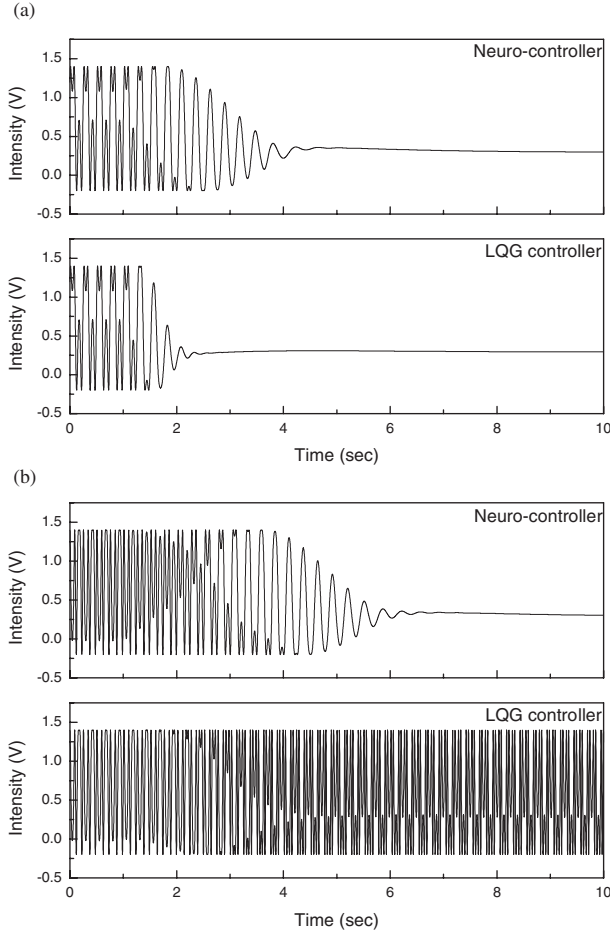 (a)
Neuro-controller
1.5
1.0
0.5
0.0
-0.5
Intensity (V)
LQG controller
1.5
1.0
0.5
0.0
-0.5
Intensity (V)
0 2 4 6 8 10
Time (sec)
(b)
Neuro-controller
1.5
1.0
0.5
0.0
-0.5
Intensity (V)
LQG controller
1.5
1.0
0.5
0.0
-0.5
Intensity (V)
0 2 4 6 8 10
Time (sec)